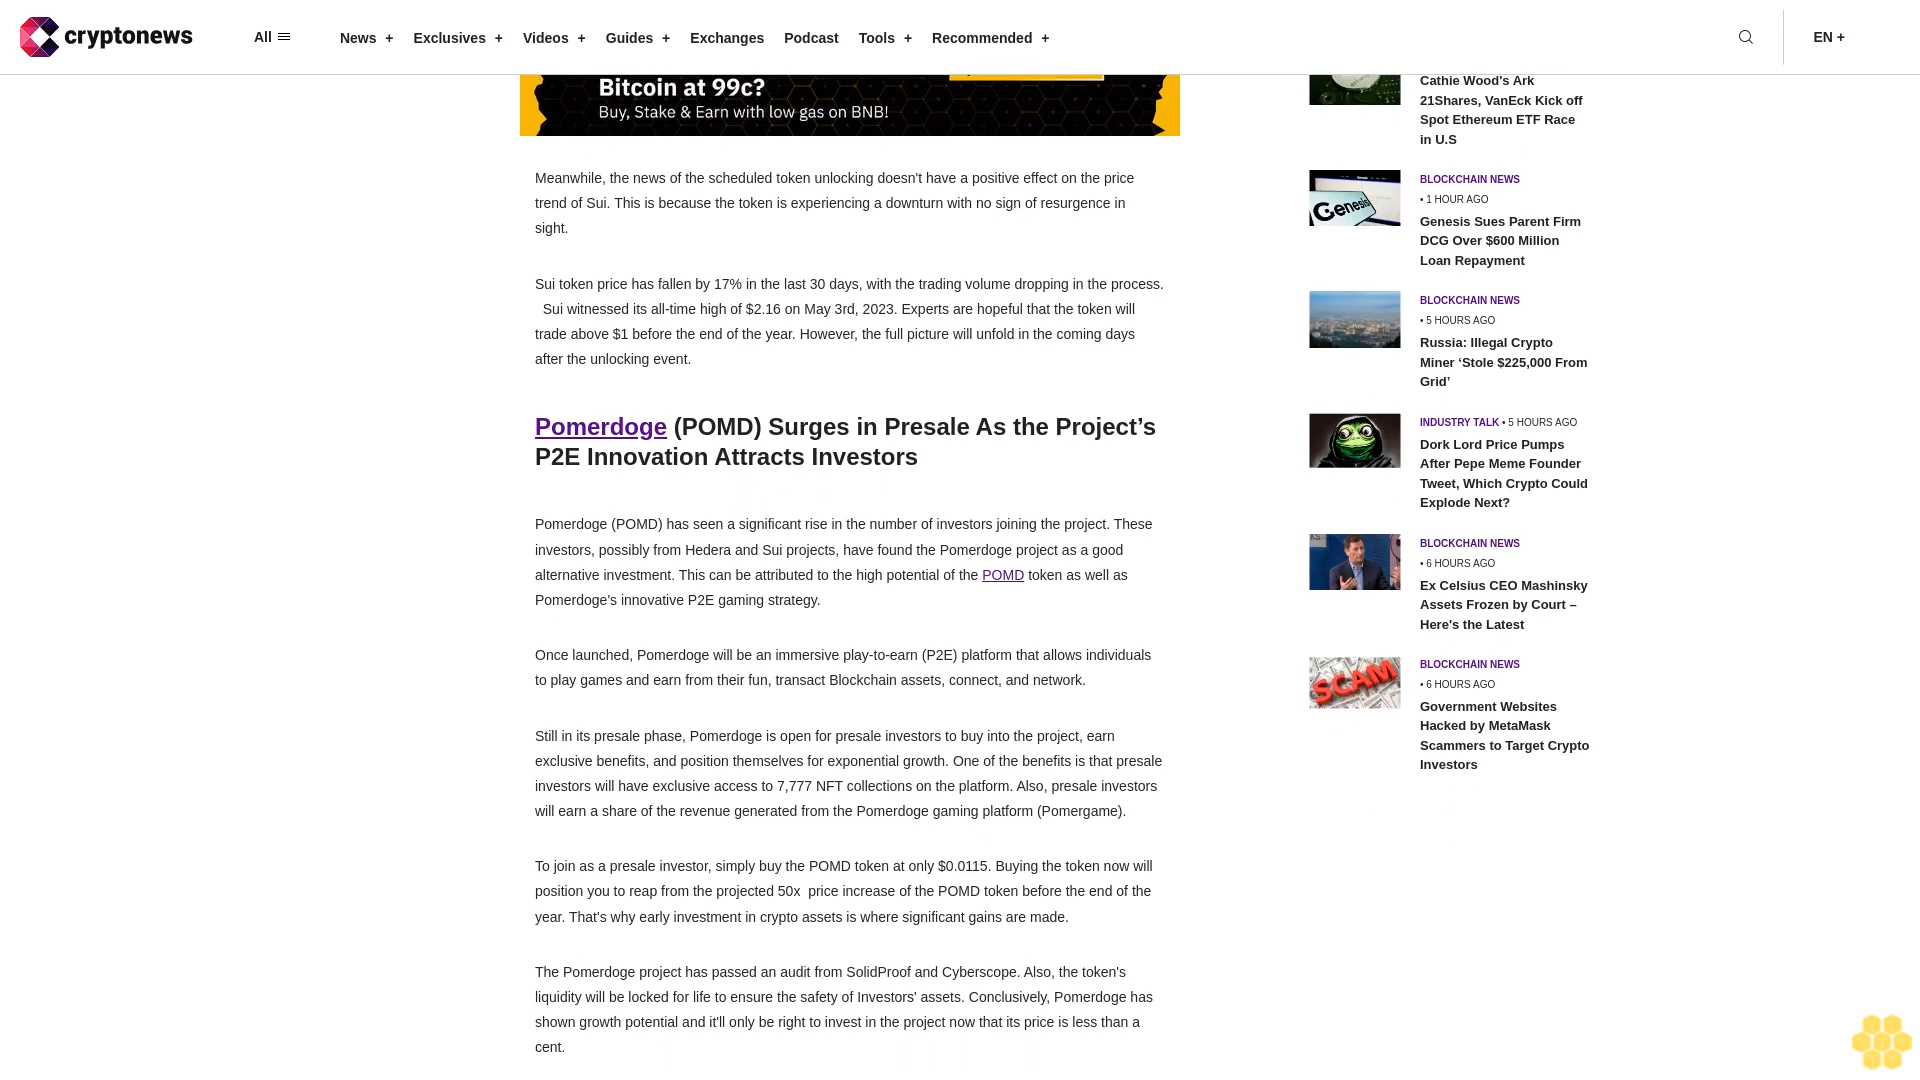 cryptonews
All
News +
Exclusives +
Videos +
Guides +
Exchanges
Podcast
Tools +
Recommended +
EN +
Bitcoin at 99c?
Buy, Stake & Earn with low gas on BNB!
Meanwhile, the news of the scheduled token unlocking doesn't have a positive effect on the price
trend of Sui. This is because the token is experiencing a downturn with no sign of resurgence in
sight.
Sui token price has fallen by 17% in the last 30 days, with the trading volume dropping in the process.
Sui witnessed its all-time high of $2.16 on May 3rd, 2023. Experts are hopeful that the token will
trade above $1 before the end of the year. However, the full picture will unfold in the coming days
after the unlocking event.
Pomerdoge (POMD) Surges in Presale As the Project’s
P2E Innovation Attracts Investors
Pomerdoge (POMD) has seen a significant rise in the number of investors joining the project. These
investors, possibly from Hedera and Sui projects, have found the Pomerdoge project as a good
alternative investment. This can be attributed to the high potential of the POMD token as well as
Pomerdoge's innovative P2E gaming strategy.
Once launched, Pomerdoge will be an immersive play-to-earn (P2E) platform that allows individuals
to play games and earn from their fun, transact Blockchain assets, connect, and network.
Still in its presale phase, Pomerdoge is open for presale investors to buy into the project, earn
exclusive benefits, and position themselves for exponential growth. One of the benefits is that presale
investors will have exclusive access to 7,777 NFT collections on the platform. Also, presale investors
will earn a share of the revenue generated from the Pomerdoge gaming platform (Pomergame).
To join as a presale investor, simply buy the POMD token at only $0.0115. Buying the token now will
position you to reap from the projected 50x  price increase of the POMD token before the end of the
year. That's why early investment in crypto assets is where significant gains are made.
The Pomerdoge project has passed an audit from SolidProof and Cyberscope. Also, the token's
liquidity will be locked for life to ensure the safety of Investors' assets. Conclusively, Pomerdoge has
shown growth potential and it'll only be right to invest in the project now that its price is less than a
cent.
Cathie Wood's Ark
21Shares, VanEck Kick off
Spot Ethereum ETF Race
in U.S
Genesis
BLOCKCHAIN NEWS
• 1 HOUR AGO
Genesis Sues Parent Firm
DCG Over $600 Million
Loan Repayment
BLOCKCHAIN NEWS
• 5 HOURS AGO
Russia: Illegal Crypto
Miner ‘Stole $225,000 From
Grid’
INDUSTRY TALK • 5 HOURS AGO
Dork Lord Price Pumps
After Pepe Meme Founder
Tweet, Which Crypto Could
Explode Next?
KS
BLOCKCHAIN NEWS
• 6 HOURS AGO
Ex Celsius CEO Mashinsky
Assets Frozen by Court –
Here's the Latest
SCAM
BLOCKCHAIN NEWS
• 6 HOURS AGO
Government Websites
Hacked by MetaMask
Scammers to Target Crypto
Investors